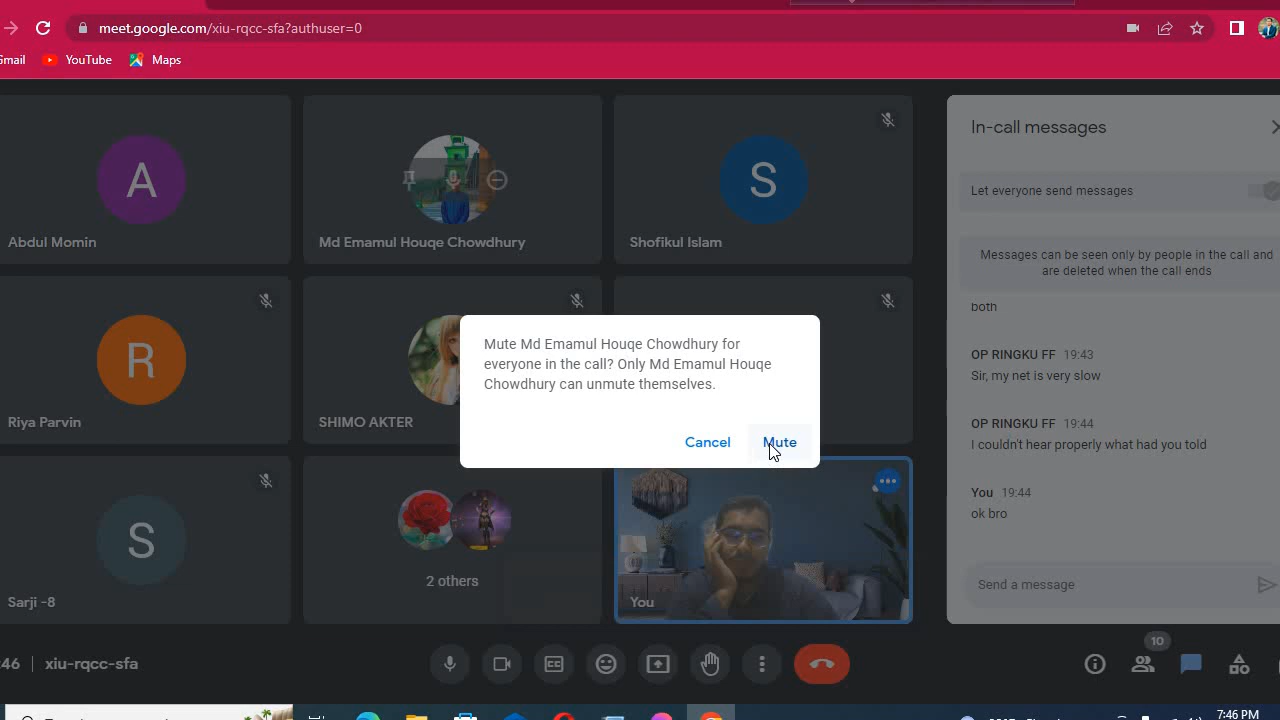 meet.google.com/xiu-rqcc-sfa?authuser=0
Gmail
YouTube
Maps
A
Abdul Momin
Md Emamul Houqe Chowdhury
S
Shofikul Islam
R
Riya Parvin
SHIMO AKTER
Mute Md Emamul Houqe Chowdhury for
everyone in the call? Only Md Emamul Houqe
Chowdhury can unmute themselves.
Cancel
Mute
S
Sarji -8
2 others
You
In-call messages
Let everyone send messages
Messages can be seen only by people in the call and
are deleted when the call ends
both
OP RINGKU FF 19:43
Sir, my net is very slow
OP RINGKU FF 19:44
I couldn't hear properly what had you told
You 19:44
ok bro
Send a message
:46 | xiu-rqcc-sfa
CC
10
7:46 PM